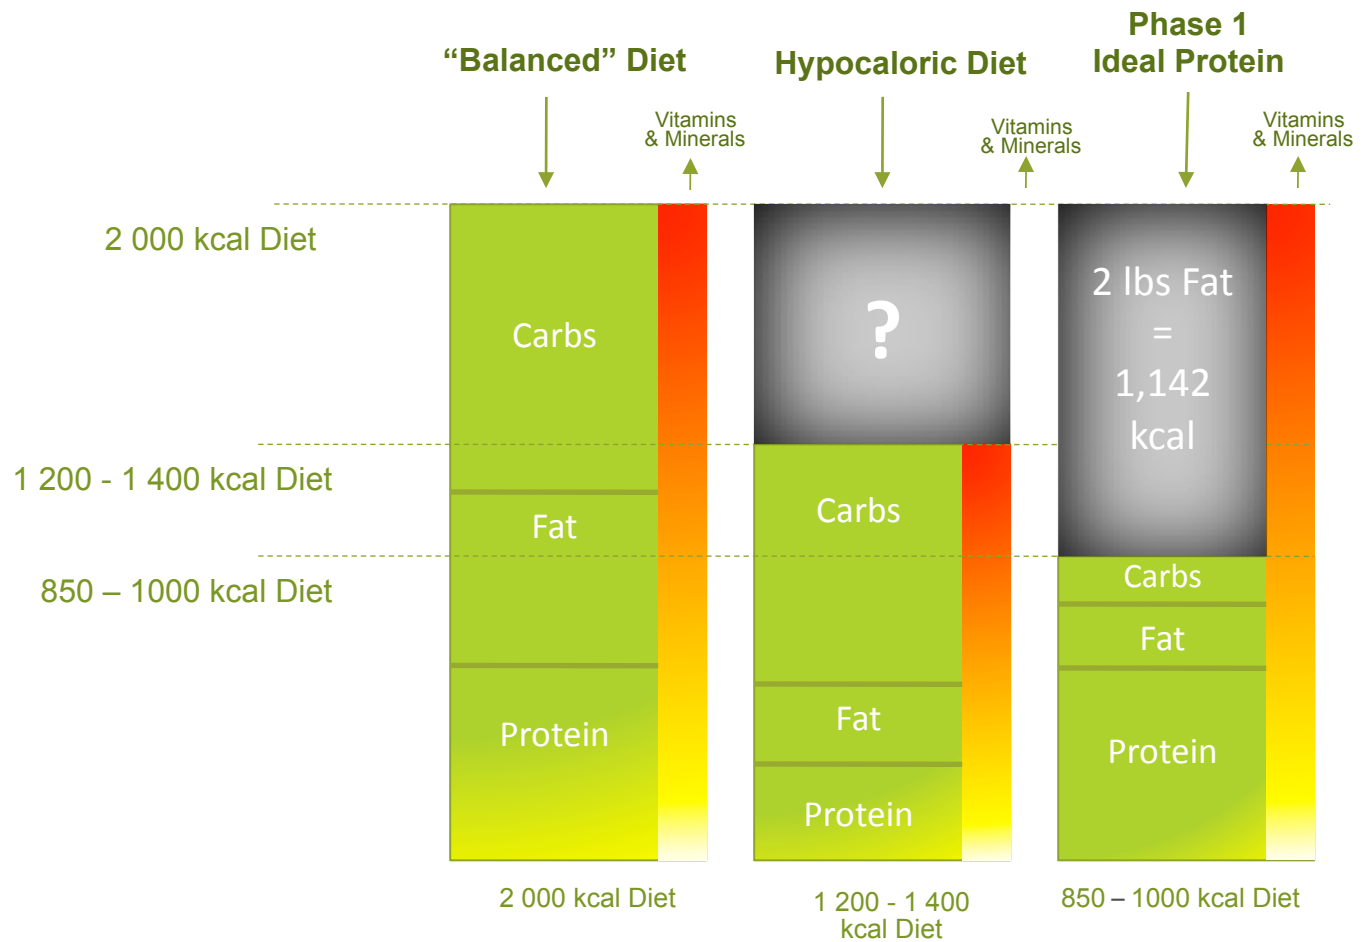 “Balanced” Diet
Hypocaloric Diet
Phase 1
Ideal Protein
Vitamins
& Minerals
Vitamins
& Minerals
Vitamins
& Minerals
2 000 kcal Diet
1 200 - 1 400 kcal Diet
850 – 1000 kcal Diet
Carbs
Fat
Protein
?
Carbs
Fat
Protein
2 lbs Fat
=
1,142
kcal
Carbs
Fat
Protein
2 000 kcal Diet
1 200 - 1 400
kcal Diet
850 – 1000 kcal Diet